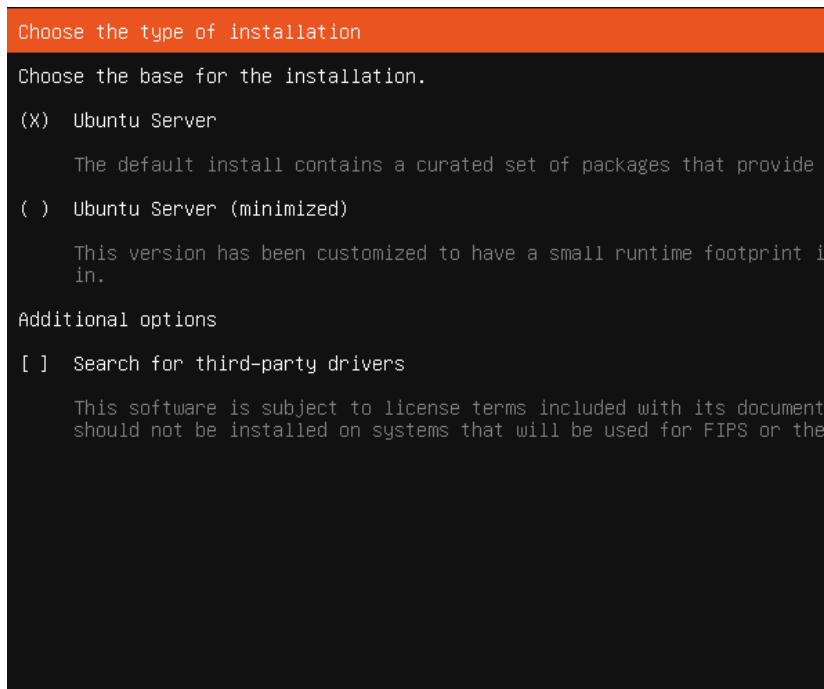 Choose the type of installation
Choose the base for the installation.
(X) Ubuntu Server
The default install contains a curated set of packages that provide
( ) Ubuntu Server (minimized)
This version has been customized to have a small runtime footprint i
in.
Additional options
[ ] Search for third-party drivers
This software is subject to license terms included with its document
should not be installed on systems that will be used for FIPS or the